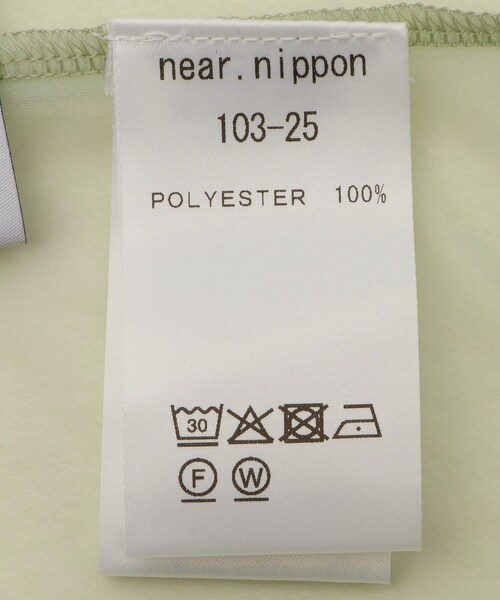 near.nippon
103-25
POLYESTER 100%
30
F W